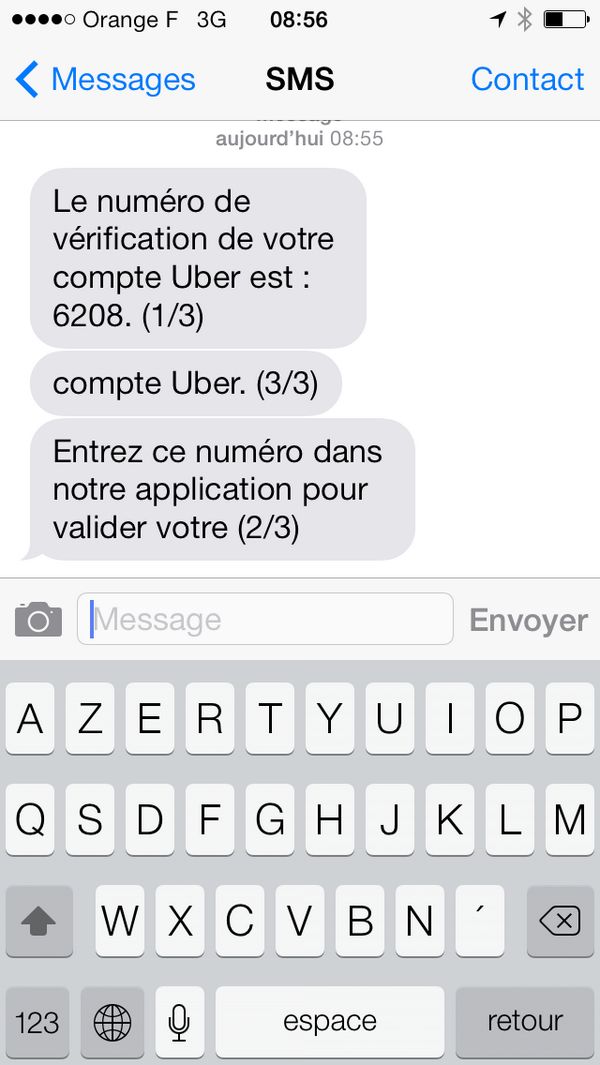 Orange F 3G 08:56
Messages SMS Contact
aujourd'hui 08:55
Le numéro de
vérification de votre
compte Uber est :
6208. (1/3)
compte Uber. (3/3)
Entrez ce numéro dans
notre application pour
valider votre (2/3)
Message Envoyer
A Z E R T Y U I O P
Q S D F G H J K L M
W X C V B N ´
123 espace retour